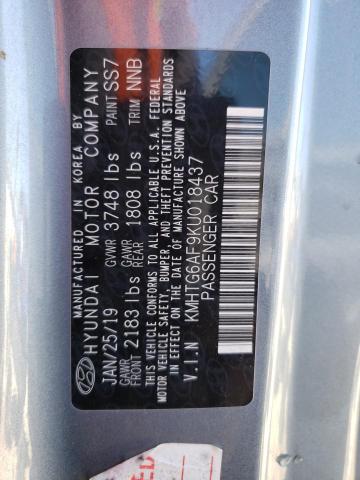 MANUFACTURED IN KOREA BY
HYUNDAI MOTOR COMPANY
JAN/25/19 GVWR 3748 lbs PAINT SS7
GAWR FRONT 2183 lbs GAWR REAR 1808 lbs TRIM NNB
THIS VEHICLE CONFORMS TO ALL APPLICABLE U.S.A. FEDERAL
MOTOR VEHICLE SAFETY, BUMPER, AND THEFT PREVENTION STANDARDS
IN EFFECT ON THE DATE OF MANUFACTURE SHOWN ABOVE
V.I.N KMHTG6AF9KU018437
PASSENGER CAR